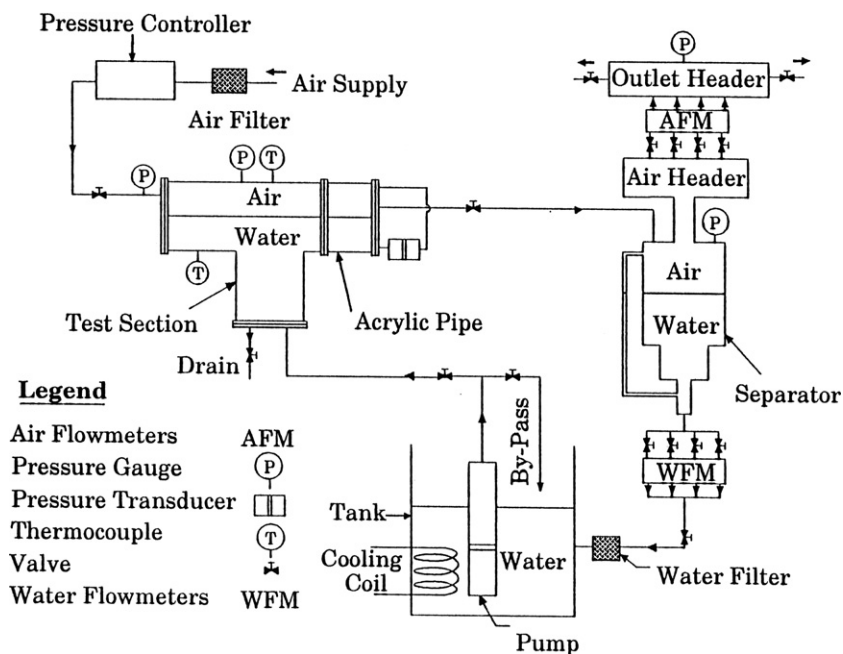 Pressure Controller
Air Supply
Air Filter
P
P
T
Air
Water
T
Test Section
Acrylic Pipe
Drain
P
Outlet Header
AFM
Air Header
P
Air
Water
Separator
WFM
By-Pass
Tank
Water
Cooling
Coil
Pump
Water Filter
Legend
Air Flowmeters AFM
Pressure Gauge P
Pressure Transducer
Thermocouple T
Valve
Water Flowmeters WFM